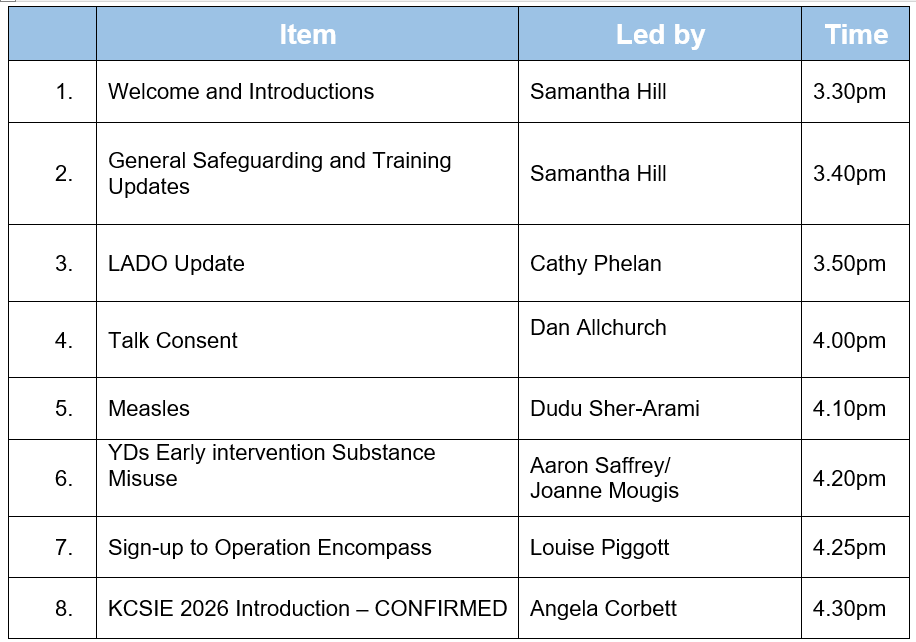 Item Led by Time
1. Welcome and Introductions Samantha Hill 3.30pm
2. General Safeguarding and Training
Updates Samantha Hill 3.40pm
3. LADO Update Cathy Phelan 3.50pm
4. Talk Consent Dan Allchurch 4.00pm
5. Measles Dudu Sher-Arami 4.10pm
6. YDs Early intervention Substance
Misuse Aaron Saffrey/
Joanne Mougis 4.20pm
7. Sign-up to Operation Encompass Louise Piggott 4.25pm
8. KCSIE 2026 Introduction – CONFIRMED Angela Corbett 4.30pm